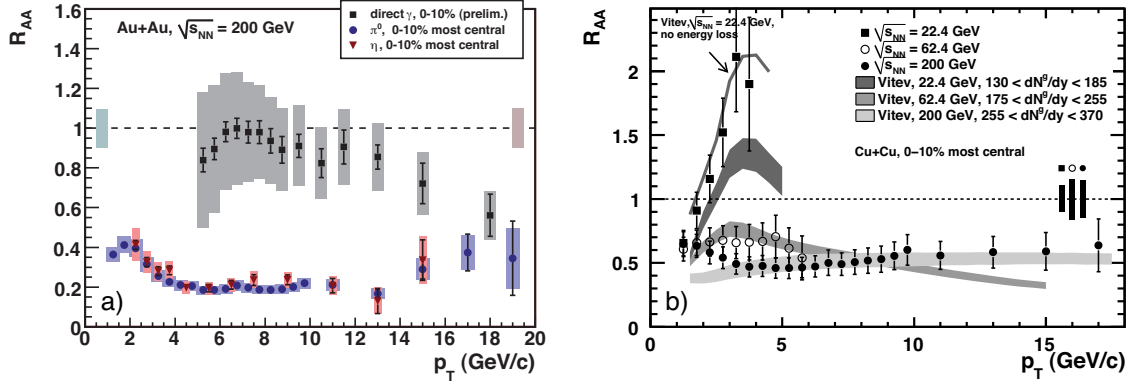 R_AA
1.6
1.4
1.2
1
0.8
0.6
0.4
0.2
0
Au+Au, √s_NN = 200 GeV
direct γ, 0-10% (prelim.)
π⁰, 0-10% most central
η, 0-10% most central
a)
0 2 4 6 8 10 12 14 16 18 20
p_T (GeV/c)
R_AA
2.5
2
1.5
1
0.5
0
Vitev, √s_NN = 22.4 GeV,
no energy loss
√s_NN = 22.4 GeV
√s_NN = 62.4 GeV
√s_NN = 200 GeV
Vitev, 22.4 GeV, 130 < dN^g/dy < 185
Vitev, 62.4 GeV, 175 < dN^g/dy < 255
Vitev, 200 GeV, 255 < dN^g/dy < 370
Cu+Cu, 0–10% most central
b)
0 5 10 15
p_T (GeV/c)